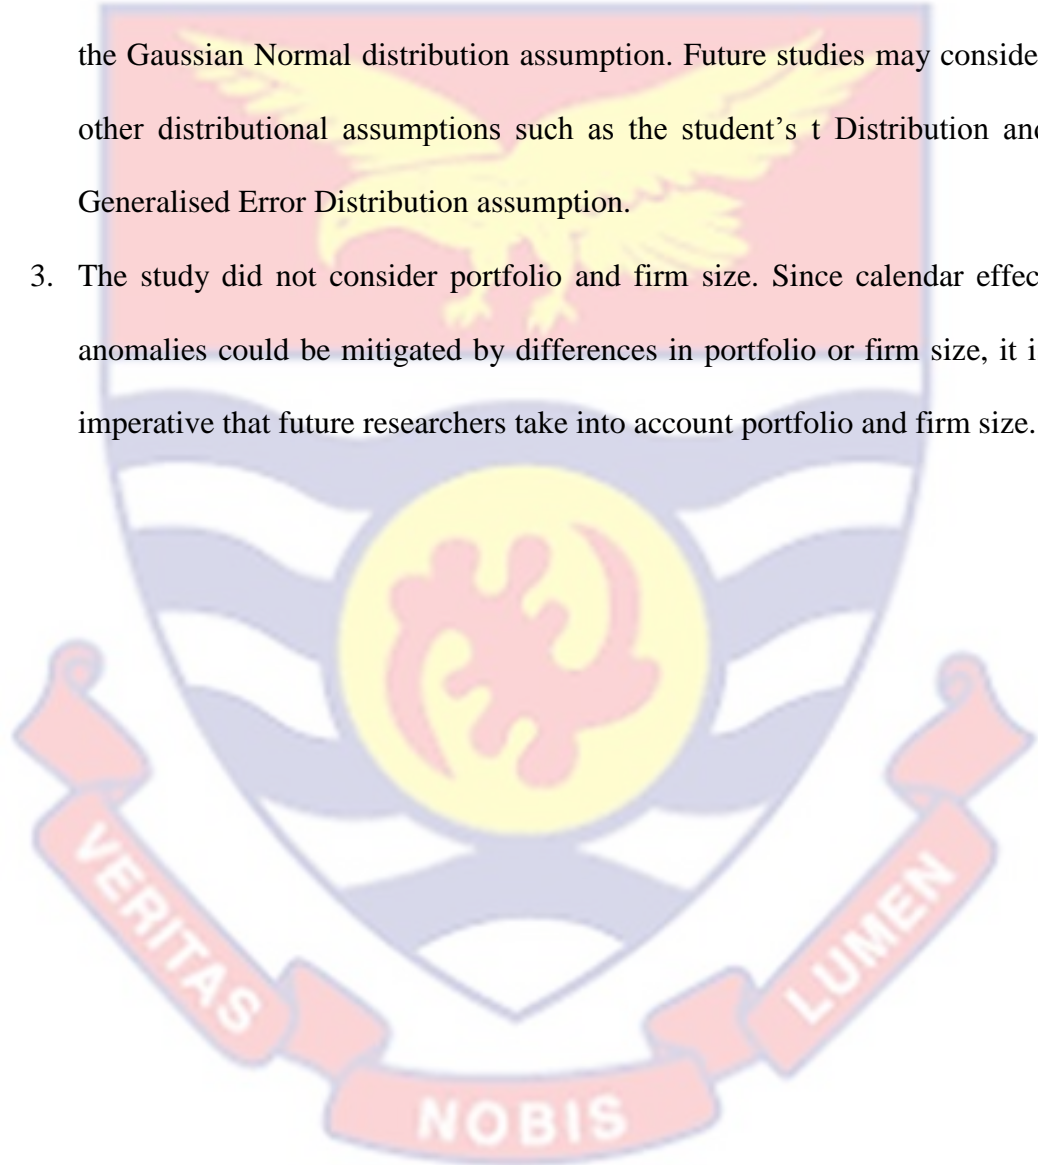 the Gaussian Normal distribution assumption. Future studies may conside
other distributional assumptions such as the student’s t Distribution and
Generalised Error Distribution assumption.
3. The study did not consider portfolio and firm size. Since calendar effec
anomalies could be mitigated by differences in portfolio or firm size, it i
imperative that future researchers take into account portfolio and firm size.
VERITAS
NOBIS
LUMEN